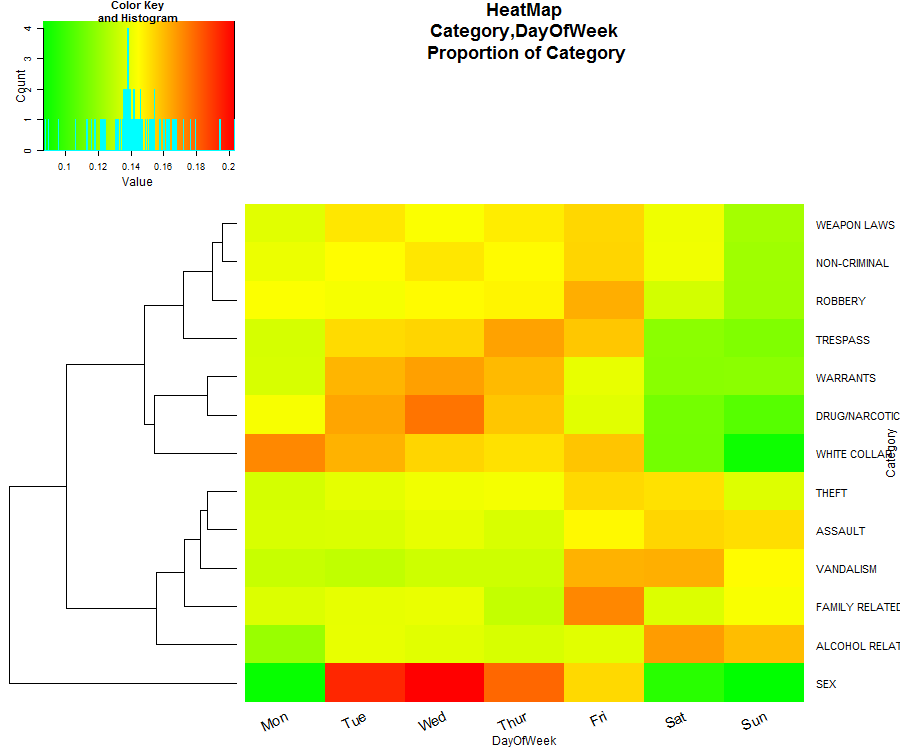 Color Key
and Histogram
HeatMap
Category,DayOfWeek
Proportion of Category
Count
0
1
2
3
4
0.1 0.12 0.14 0.16 0.18 0.2
Value
WEAPON LAWS
NON-CRIMINAL
ROBBERY
TRESPASS
WARRANTS
DRUG/NARCOTIC
WHITE COLLAR
Category
THEFT
ASSAULT
VANDALISM
FAMILY RELATED
ALCOHOL RELAT
SEX
Mon Tue Wed Thur Fri Sat Sun
DayOfWeek